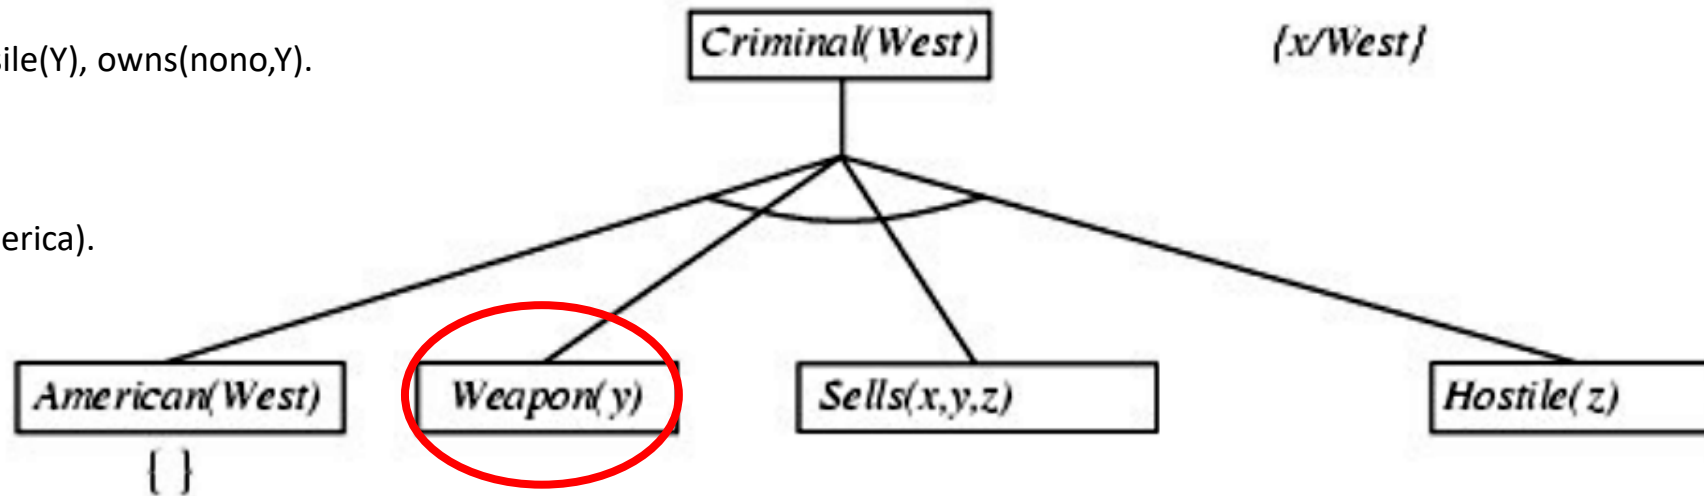 sile(Y), owns(nono,Y).
erica).
Criminal(West)
{x/West}
American(West)
Weapon(y)
Sells(x,y,z)
Hostile(z)
{ }